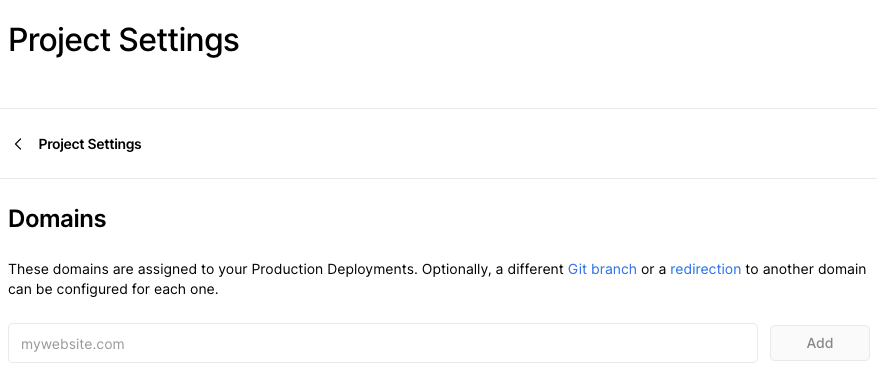 Project Settings
Project Settings
Domains
These domains are assigned to your Production Deployments. Optionally, a different Git branch or a redirection to another domain
can be configured for each one.
mywebsite.com
Add